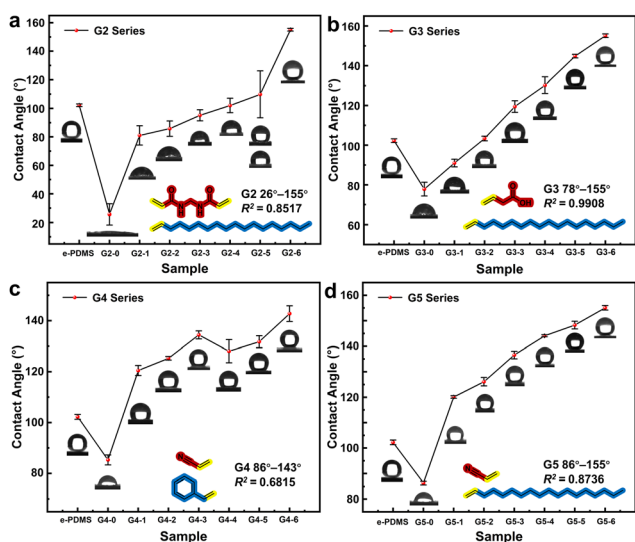 a
G2 Series
Contact Angle (°)
160
140
120
100
80
60
40
20
O
O
N
H
N
H
G2 26°–155°
R² = 0.8517
e-PDMS G2-0 G2-1 G2-2 G2-3 G2-4 G2-5 G2-6
Sample
b
G3 Series
Contact Angle (°)
160
140
120
100
80
60
O
OH
G3 78°–155°
R² = 0.9908
e-PDMS G3-0 G3-1 G3-2 G3-3 G3-4 G3-5 G3-6
Sample
c
G4 Series
Contact Angle (°)
140
120
100
80
N
G4 86°–143°
R² = 0.6815
e-PDMS G4-0 G4-1 G4-2 G4-3 G4-4 G4-5 G4-6
Sample
d
G5 Series
Contact Angle (°)
160
140
120
100
80
N
G5 86°–155°
R² = 0.8736
e-PDMS G5-0 G5-1 G5-2 G5-3 G5-4 G5-5 G5-6
Sample